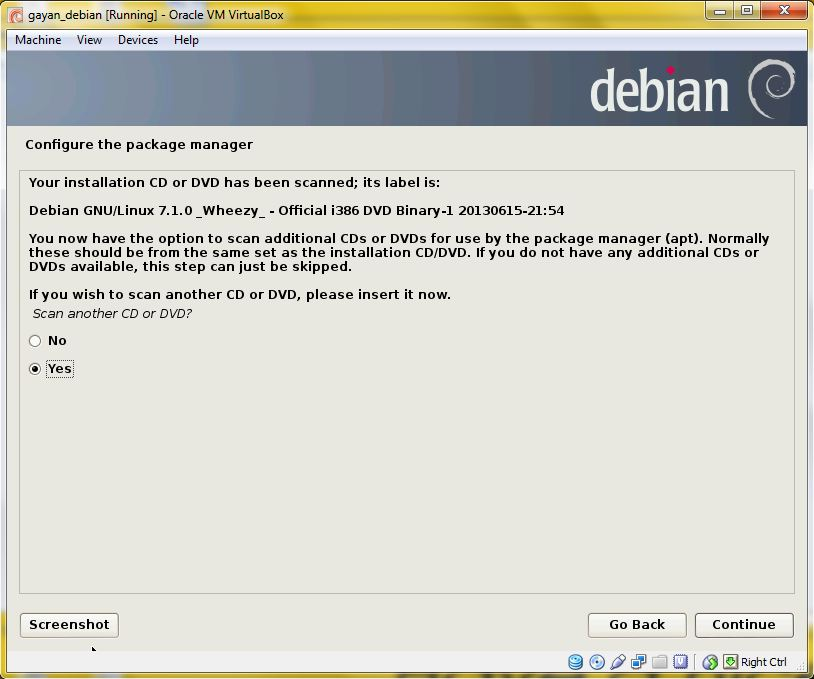 gayan_debian [Running] - Oracle VM VirtualBox
Machine View Devices Help
debian
Configure the package manager
Your installation CD or DVD has been scanned; its label is:
Debian GNU/Linux 7.1.0 _Wheezy_ - Official i386 DVD Binary-1 20130615-21:54
You now have the option to scan additional CDs or DVDs for use by the package manager (apt). Normally
these should be from the same set as the installation CD/DVD. If you do not have any additional CDs or
DVDs available, this step can just be skipped.
If you wish to scan another CD or DVD, please insert it now.
Scan another CD or DVD?
No
Yes
Screenshot Go Back Continue
Right Ctrl